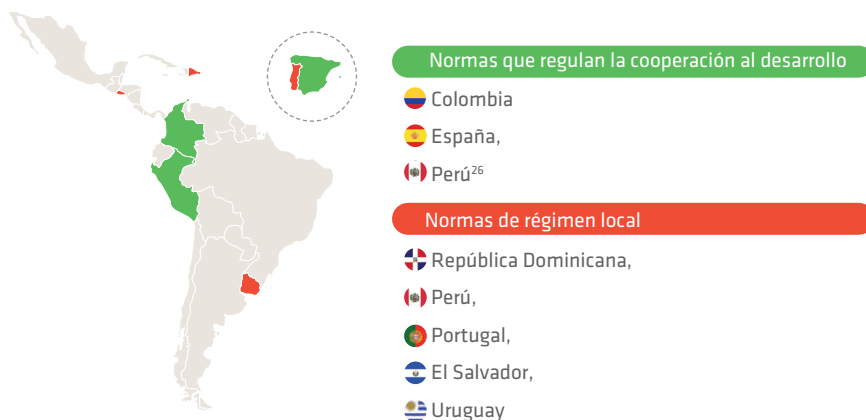 Normas que regulan la cooperación al desarrollo
Colombia
España,
Perú26
Normas de régimen local
República Dominicana,
Perú,
Portugal,
El Salvador,
Uruguay